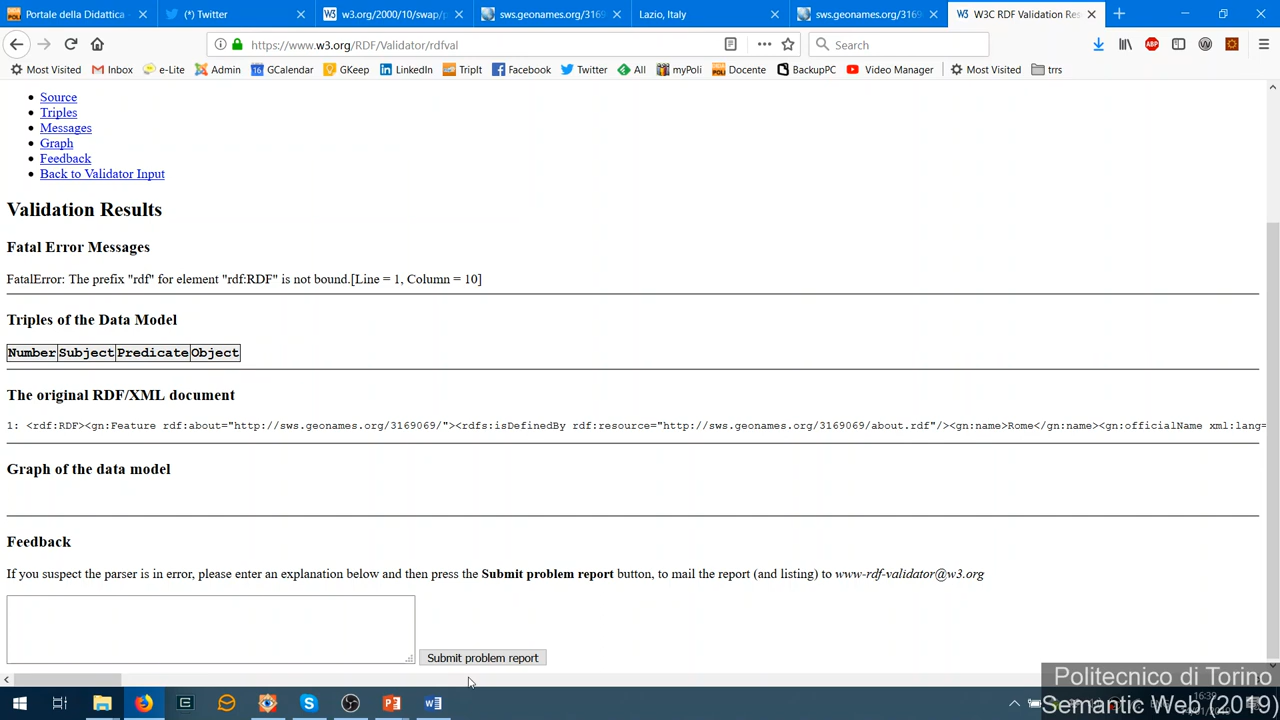 Portale della Didattica -
(*) Twitter
w3.org/2000/10/swap/p
sws.geonames.org/3169
Lazio, Italy
sws.geonames.org/3169
W3C RDF Validation Res
https://www.w3.org/RDF/Validator/rdfval
Search
Most Visited
Inbox
e-Lite
Admin
GCalendar
GKeep
LinkedIn
TripIt
Facebook
Twitter
All
myPoli
Docente
BackupPC
Video Manager
Most Visited
trrs
Source
Triples
Messages
Graph
Feedback
Back to Validator Input
Validation Results
Fatal Error Messages
FatalError: The prefix "rdf" for element "rdf:RDF" is not bound.[Line = 1, Column = 10]
Triples of the Data Model
Number Subject Predicate Object
The original RDF/XML document
1: <rdf:RDF><gn:Feature rdf:about="http://sws.geonames.org/3169069/"><rdfs:isDefinedBy rdf:resource="http://sws.geonames.org/3169069/about.rdf"/><gn:name>Rome</gn:name><gn:officialName xml:lang=
Graph of the data model
Feedback
If you suspect the parser is in error, please enter an explanation below and then press the Submit problem report button, to mail the report (and listing) to www-rdf-validator@w3.org
Submit problem report
Politecnico di Torino
Semantic Web (2019)